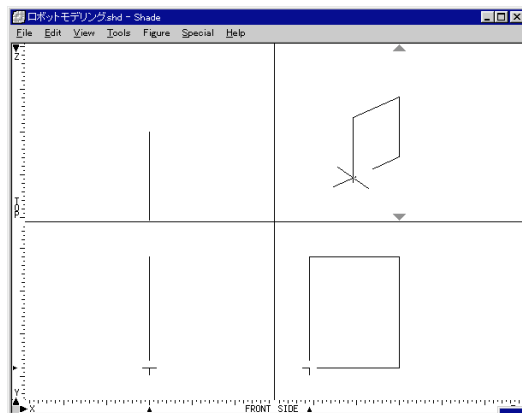 ロボットモデリング.shd - Shade
File Edit View Tools Figure Special Help
Z
TOP
Y
X
FRONT SIDE